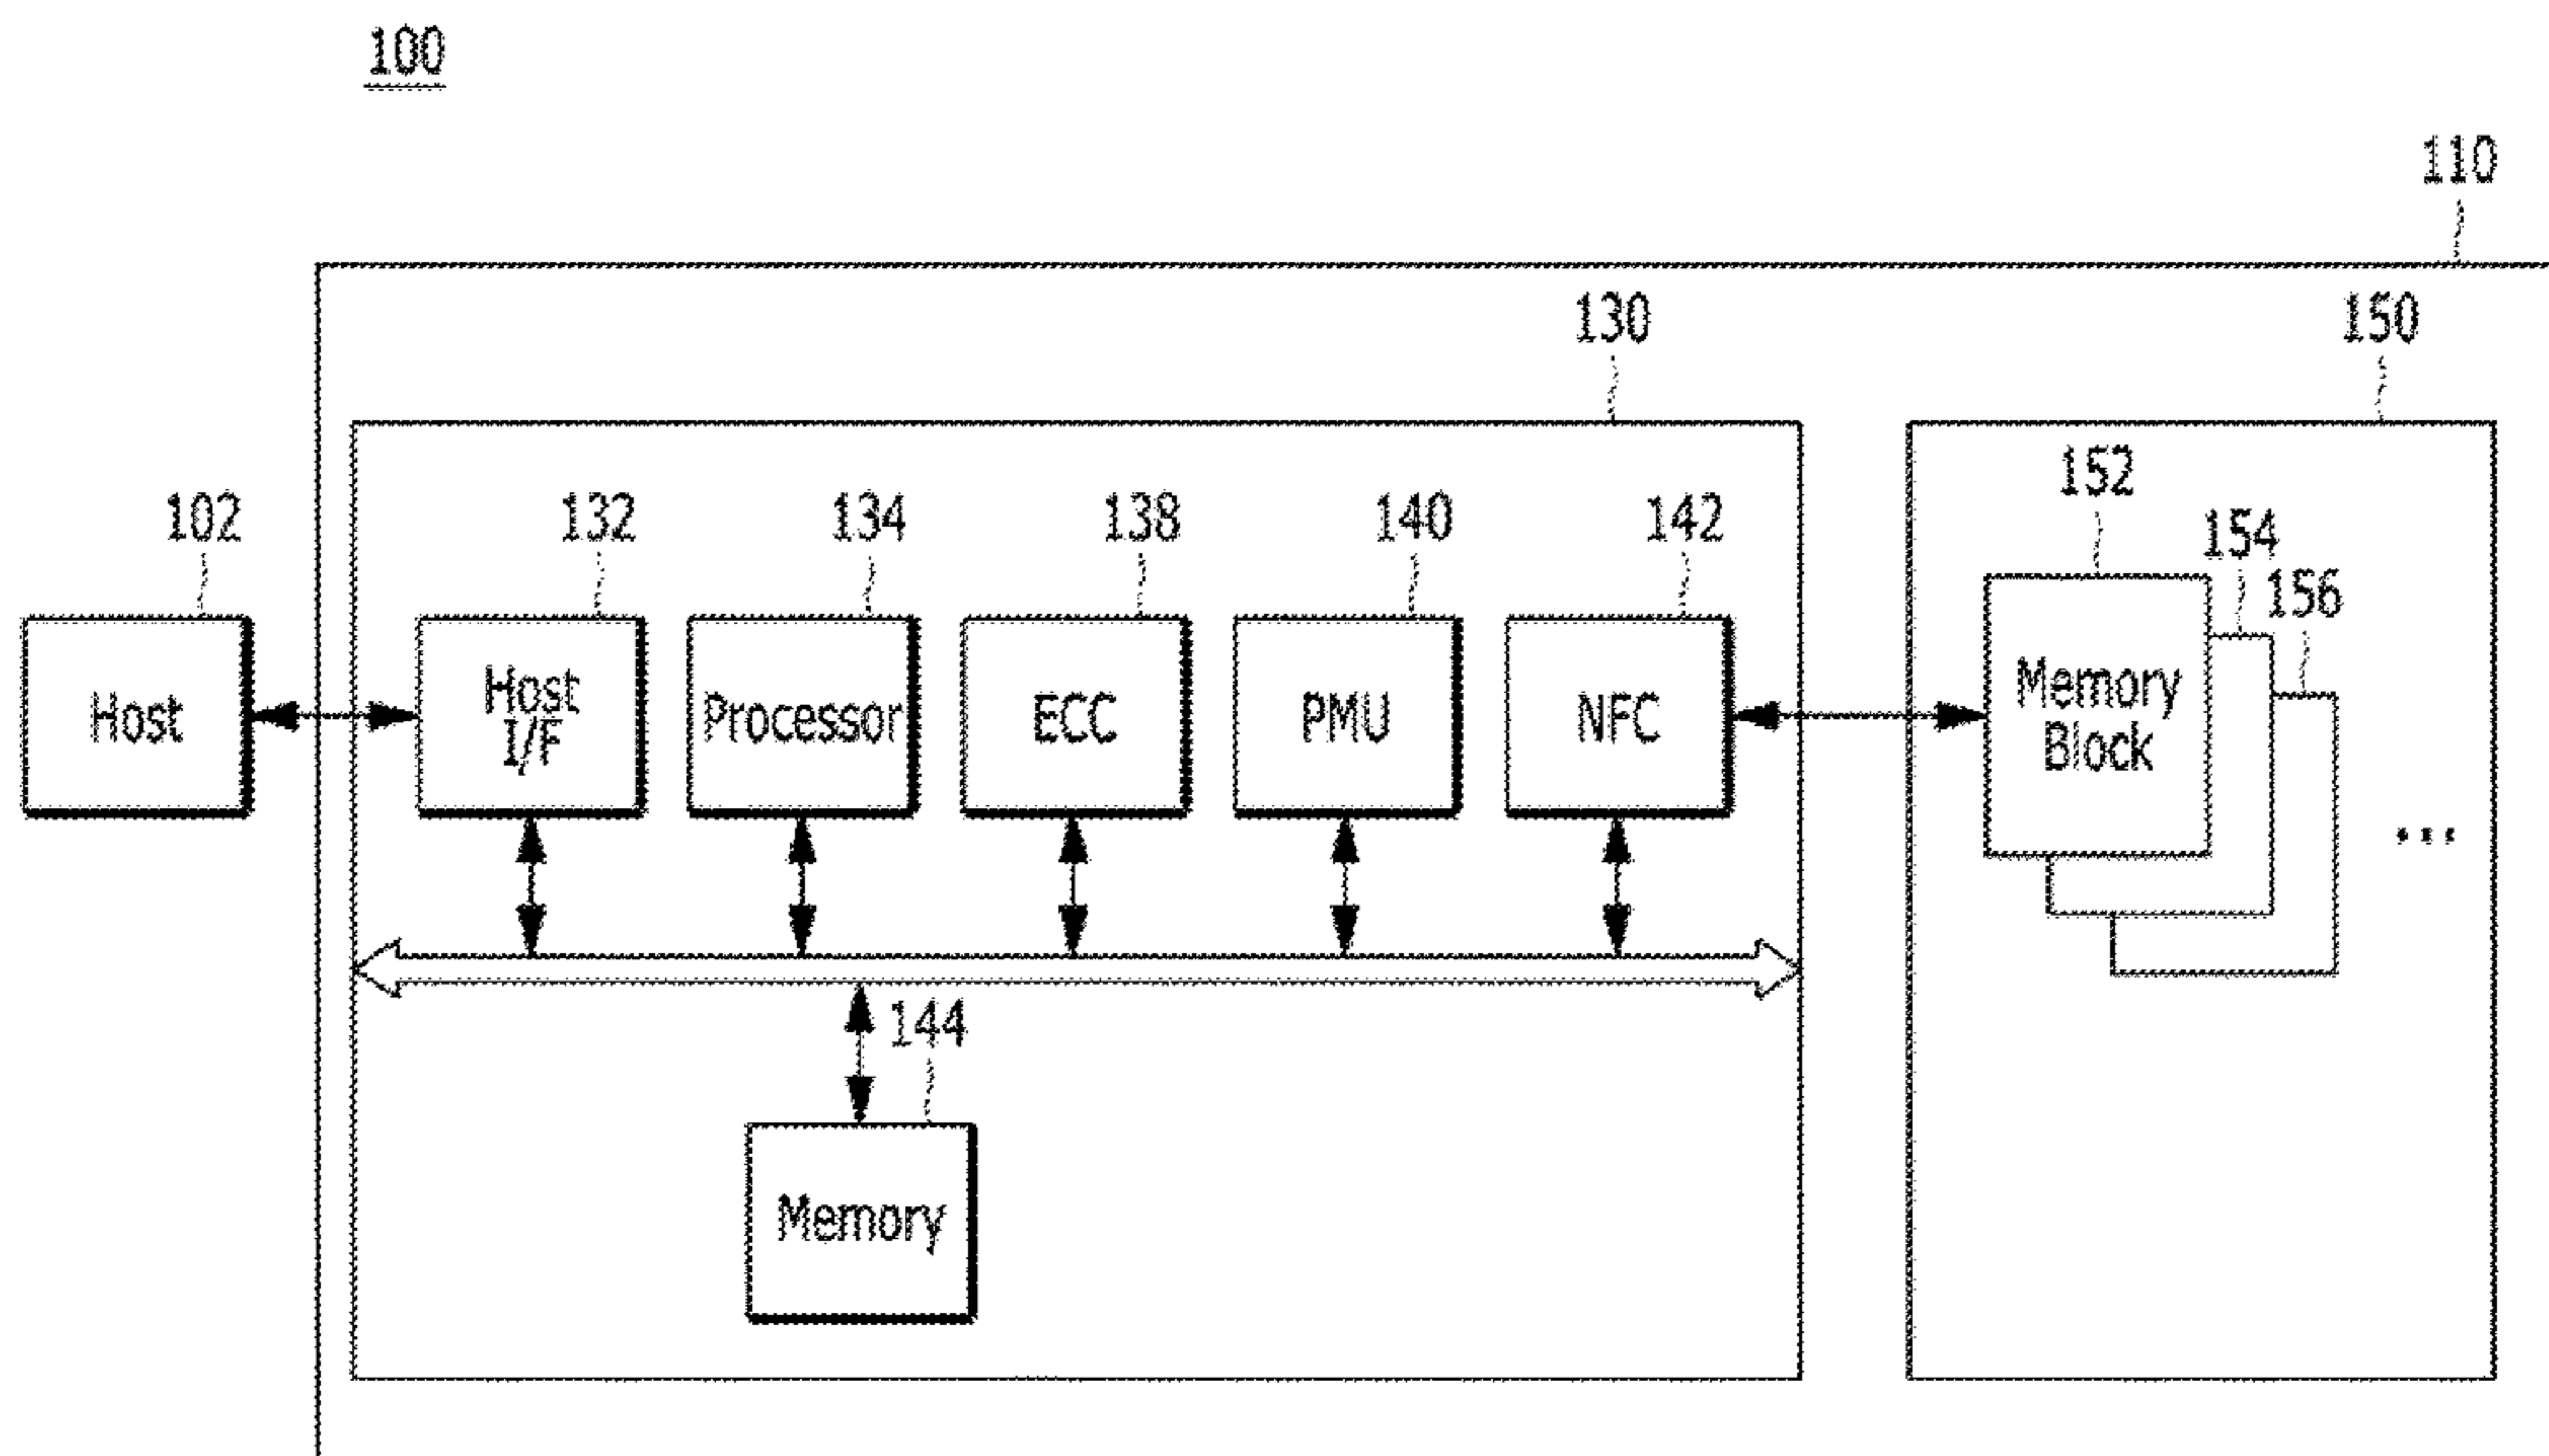 100
110
130
150
152
102
132
134
138
140
142
154
156
Host
Host
I/F
Processor
ECC
PMU
NFC
Memory
Block
...
144
Memory